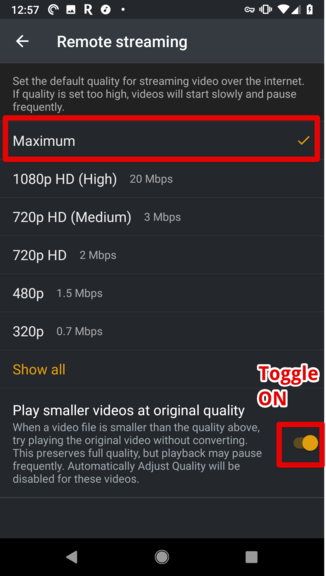 12:57
Remote streaming
Set the default quality for streaming video over the internet.
If quality is set too high, videos will start slowly and pause
frequently.
Maximum
1080p HD (High) 20 Mbps
720p HD (Medium) 3 Mbps
720p HD 2 Mbps
480p 1.5 Mbps
320p 0.7 Mbps
Show all
Toggle
ON
Play smaller videos at original quality
When a video file is smaller than the quality above,
try playing the original video without converting.
This preserves full quality, but playback may pause
frequently. Automatically Adjust Quality will be
disabled for these videos.